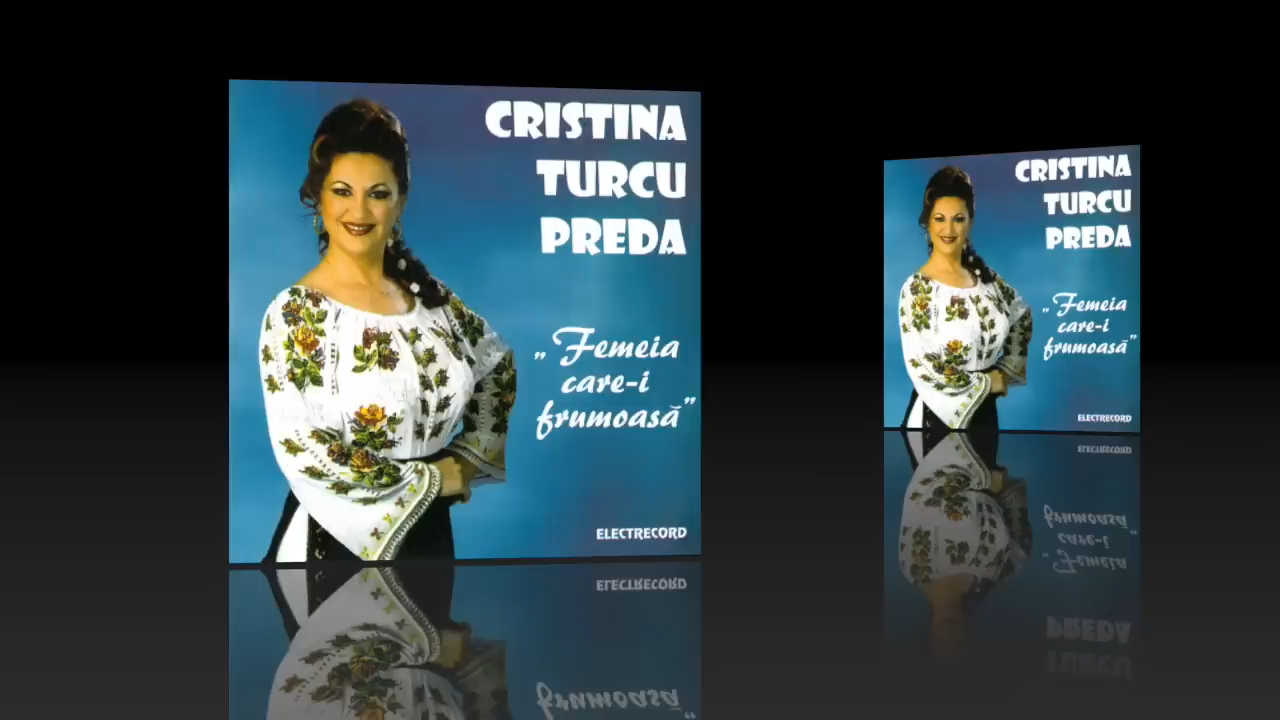 CRISTINA
TURCU
PREDA
„Femeia
care-i
frumoasă”
ELECTRECORD
CRISTINA
TURCU
PREDA
„Femeia
care-i
frumoasă”
ELECTRECORD